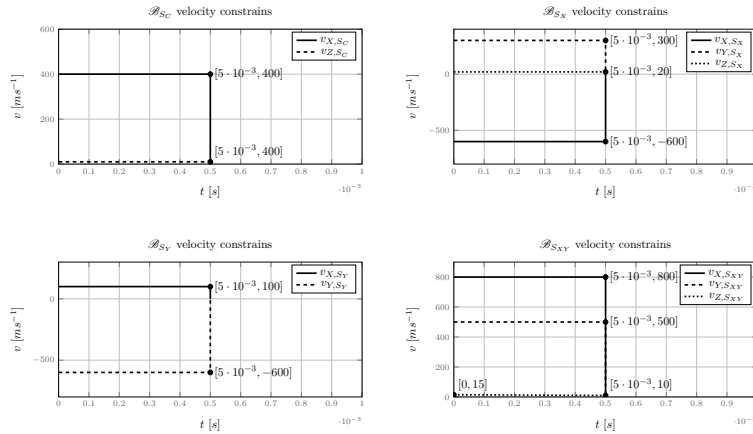 ℬ_{S_C} velocity constrains
v [ms^{-1}]
600
400
200
0
v_{X,S_C}
v_{Z,S_C}
[5 · 10^{-3}, 400]
[5 · 10^{-3}, 400]
0 0.1 0.2 0.3 0.4 0.5 0.6 0.7 0.8 0.9 1
·10^{-3}
t [s]
ℬ_{S_X} velocity constrains
v [ms^{-1}]
0
−500
v_{X,S_X}
v_{Y,S_X}
v_{Z,S_X}
[5 · 10^{-3}, 300]
[5 · 10^{-3}, 20]
[5 · 10^{-3}, −600]
0 0.1 0.2 0.3 0.4 0.5 0.6 0.7 0.8 0.9
·10^{-}
t [s]
ℬ_{S_Y} velocity constrains
v [ms^{-1}]
0
−500
v_{X,S_Y}
v_{Y,S_Y}
[5 · 10^{-3}, 100]
[5 · 10^{-3}, −600]
0 0.1 0.2 0.3 0.4 0.5 0.6 0.7 0.8 0.9 1
·10^{-3}
t [s]
ℬ_{S_{XY}} velocity constrains
v [ms^{-1}]
800
600
400
200
0
v_{X,S_{XY}}
v_{Y,S_{XY}}
v_{Z,S_{XY}}
[5 · 10^{-3}, 800]
[5 · 10^{-3}, 500]
[0, 15]
[5 · 10^{-3}, 10]
0 0.1 0.2 0.3 0.4 0.5 0.6 0.7 0.8 0.9
·10^{-}
t [s]